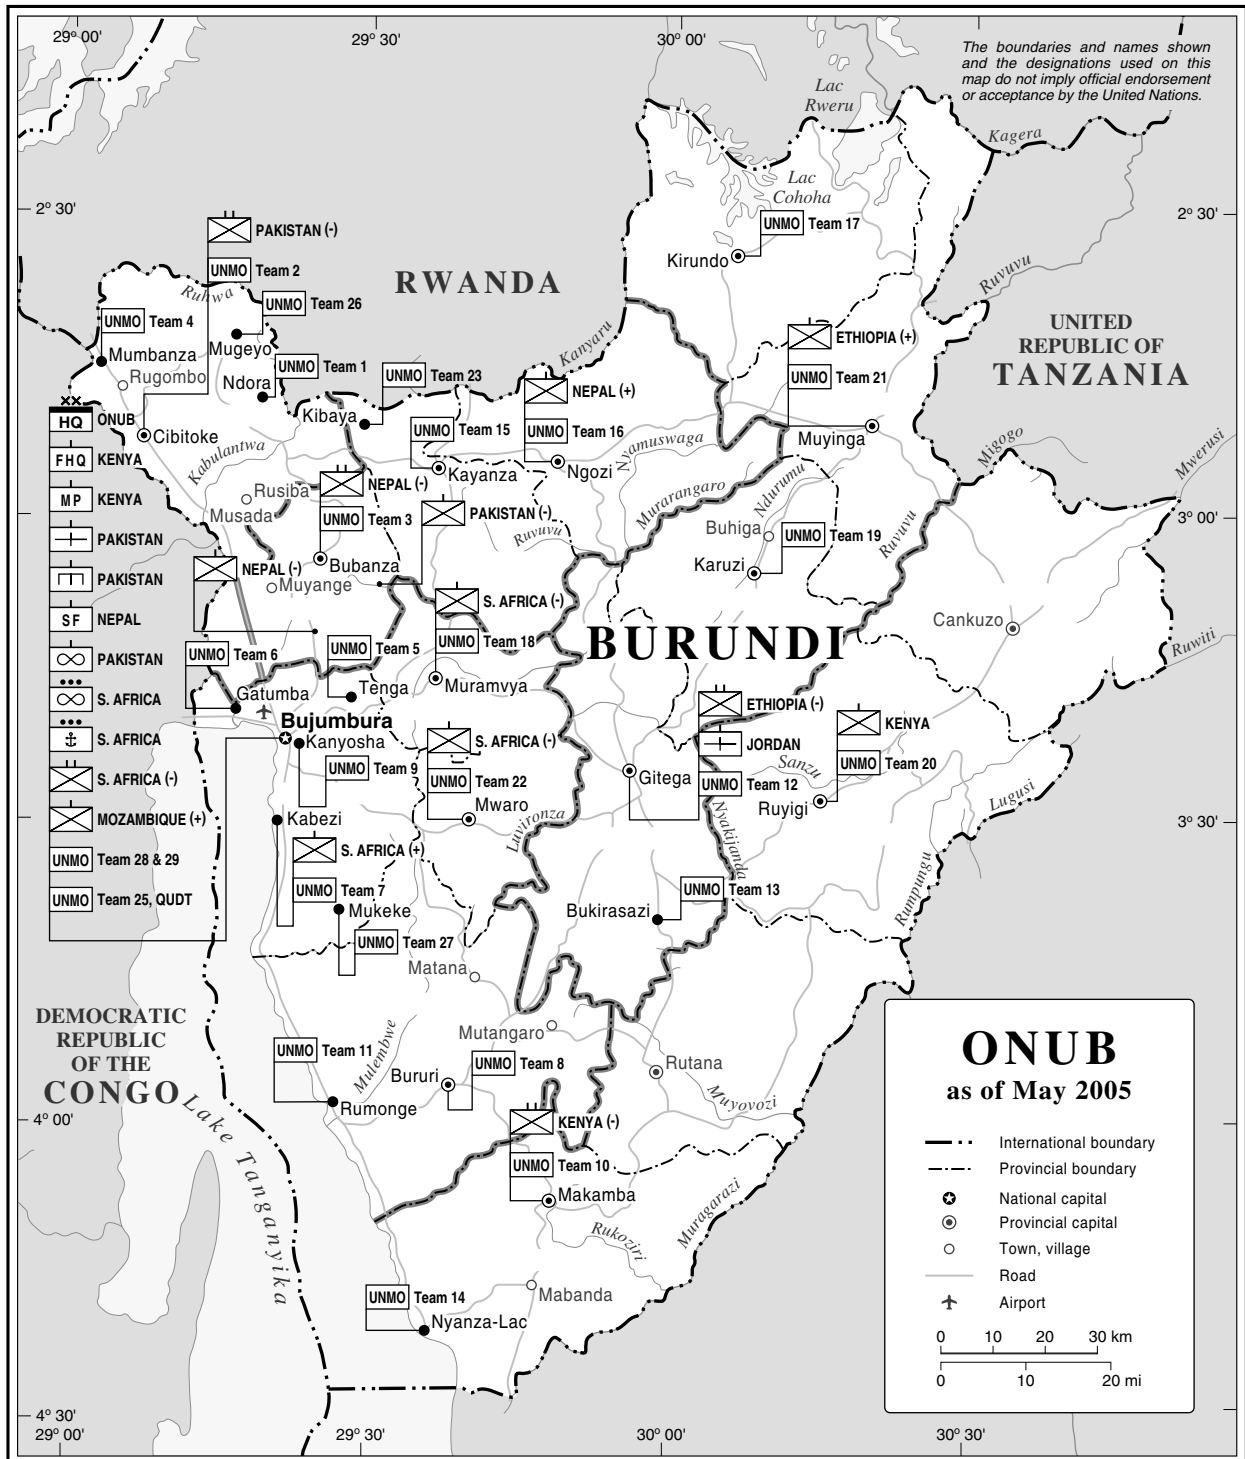 29° 00'
29° 30'
30° 00'
The boundaries and names shown
and the designations used on this
map do not imply official endorsement
or acceptance by the United Nations.
Lac
Rweru
Kagera
Lac
Cohoha
2° 30'
2° 30'
PAKISTAN (-)
UNMO Team 17
Kirundo
UNMO Team 2
Ruhwa
RWANDA
Ruvuvu
UNMO Team 26
UNMO Team 4
Mugeyo
Kanyaru
ETHIOPIA (+)
UNITED
REPUBLIC OF
TANZANIA
Mumbanza
Rugombo
Ndora
UNMO Team 1
UNMO Team 23
UNMO Team 21
NEPAL (+)
HQ ONUB
Kibaya
Cibitoke
UNMO Team 15
UNMO Team 16
Muyinga
Nyamuswaga
Migogo
Mwerusi
FHQ KENYA
Kabulantwa
Kayanza
Ngozi
NEPAL (-)
Rusiba
MP KENYA
Musada
PAKISTAN (-)
Murarangaro
Ndurumu
3° 00'
UNMO Team 3
Buhiga
Ruvuvu
Ruvuvu
PAKISTAN
UNMO Team 19
Bubanza
Karuzi
NEPAL (-)
Muyange
PAKISTAN
S. AFRICA (-)
SF NEPAL
Cankuzo
BURUNDI
UNMO Team 18
Ruwiti
UNMO Team 6
UNMO Team 5
PAKISTAN
Gatumba
Tenga
Muramvya
S. AFRICA
ETHIOPIA (-)
Bujumbura
KENYA
Kanyosha
S. AFRICA
S. AFRICA (-)
JORDAN
Sanzu
UNMO Team 20
UNMO Team 9
Gitega
S. AFRICA (-)
UNMO Team 22
UNMO Team 12
Lugusi
Mwaro
Ruyigi
MOZAMBIQUE (+)
Kabezi
Luvironza
Nyakijanda
3° 30'
S. AFRICA (+)
UNMO Team 28 & 29
UNMO Team 7
UNMO Team 13
Rumpungu
UNMO Team 25, QUDT
Mukeke
Bukirasazi
UNMO Team 27
Matana
DEMOCRATIC
REPUBLIC
OF THE
CONGO
Mutangaro
ONUB
as of May 2005
Mulembwe
UNMO Team 11
UNMO Team 8
Bururi
Rutana
Rumonge
Muyovozi
4° 00'
Lake Tanganyika
KENYA (-)
UNMO Team 10
Makamba
Muragarazi
Rukoziri
International boundary
Provincial boundary
National capital
Provincial capital
Town, village
Road
Airport
0 10 20 30 km
0 10 20 mi
Mabanda
UNMO Team 14
Nyanza-Lac
4° 30'
29° 00'
29° 30'
30° 00'
30° 30'